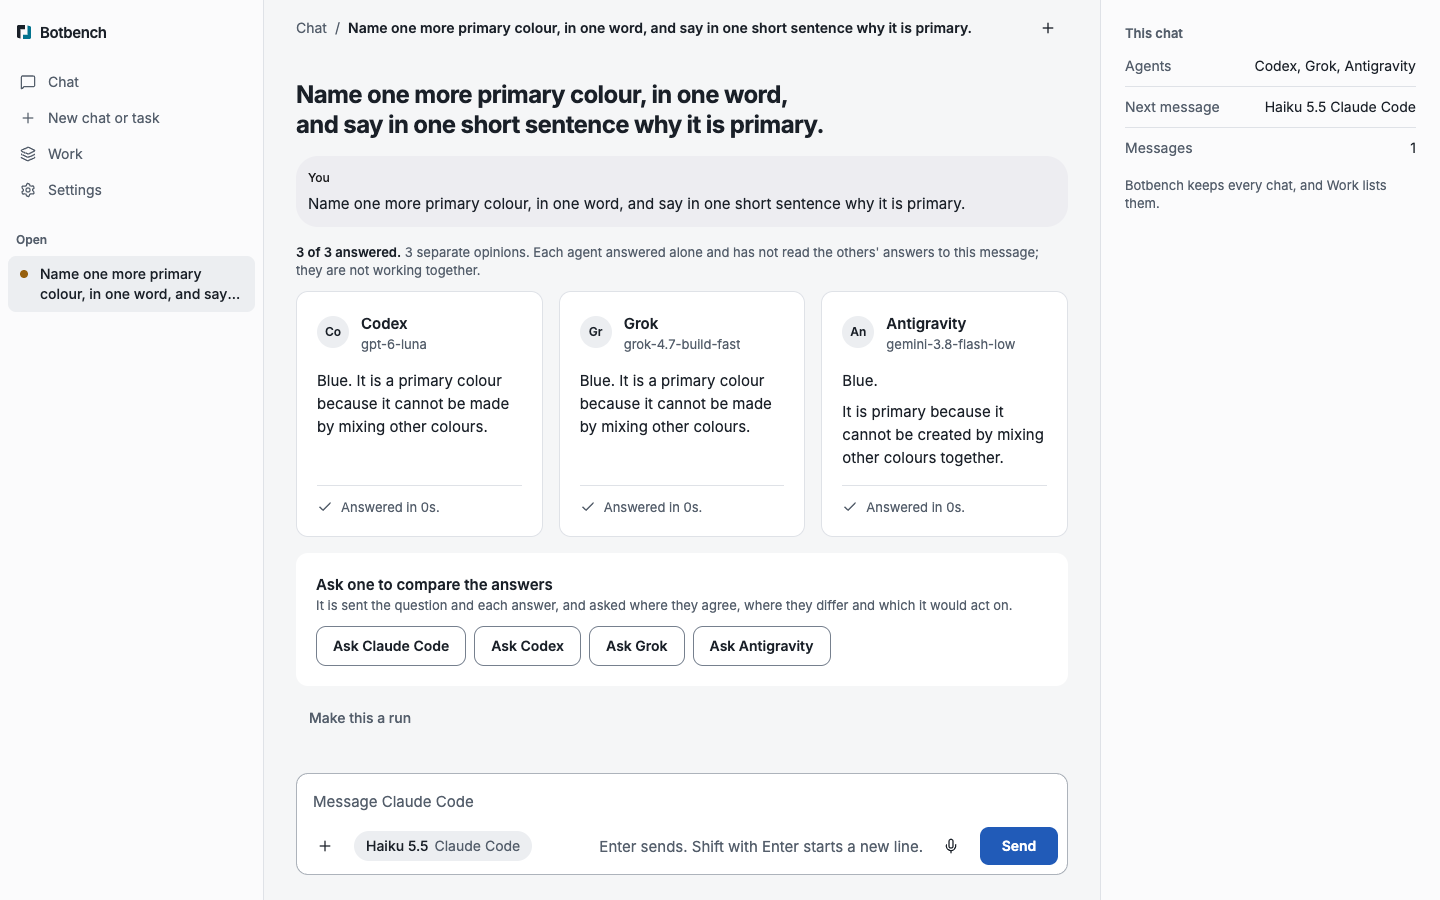 Botbench
Chat
New chat or task
Work
Settings
Open
Name one more primary
colour, in one word, and say...
Chat / Name one more primary colour, in one word, and say in one short sentence why it is primary.
Name one more primary colour, in one word,
and say in one short sentence why it is primary.
You
Name one more primary colour, in one word, and say in one short sentence why it is primary.
3 of 3 answered. 3 separate opinions. Each agent answered alone and has not read the others' answers to this message;
they are not working together.
Co
Codex
gpt-6-luna
Blue. It is a primary colour
because it cannot be made
by mixing other colours.
Answered in 0s.
Gr
Grok
grok-4.7-build-fast
Blue. It is a primary colour
because it cannot be made
by mixing other colours.
Answered in 0s.
An
Antigravity
gemini-3.8-flash-low
Blue.
It is primary because it
cannot be created by mixing
other colours together.
Answered in 0s.
Ask one to compare the answers
It is sent the question and each answer, and asked where they agree, where they differ and which it would act on.
Ask Claude Code
Ask Codex
Ask Grok
Ask Antigravity
Make this a run
Message Claude Code
Haiku 5.5 Claude Code
Enter sends. Shift with Enter starts a new line.
Send
This chat
Agents Codex, Grok, Antigravity
Next message Haiku 5.5 Claude Code
Messages 1
Botbench keeps every chat, and Work lists
them.